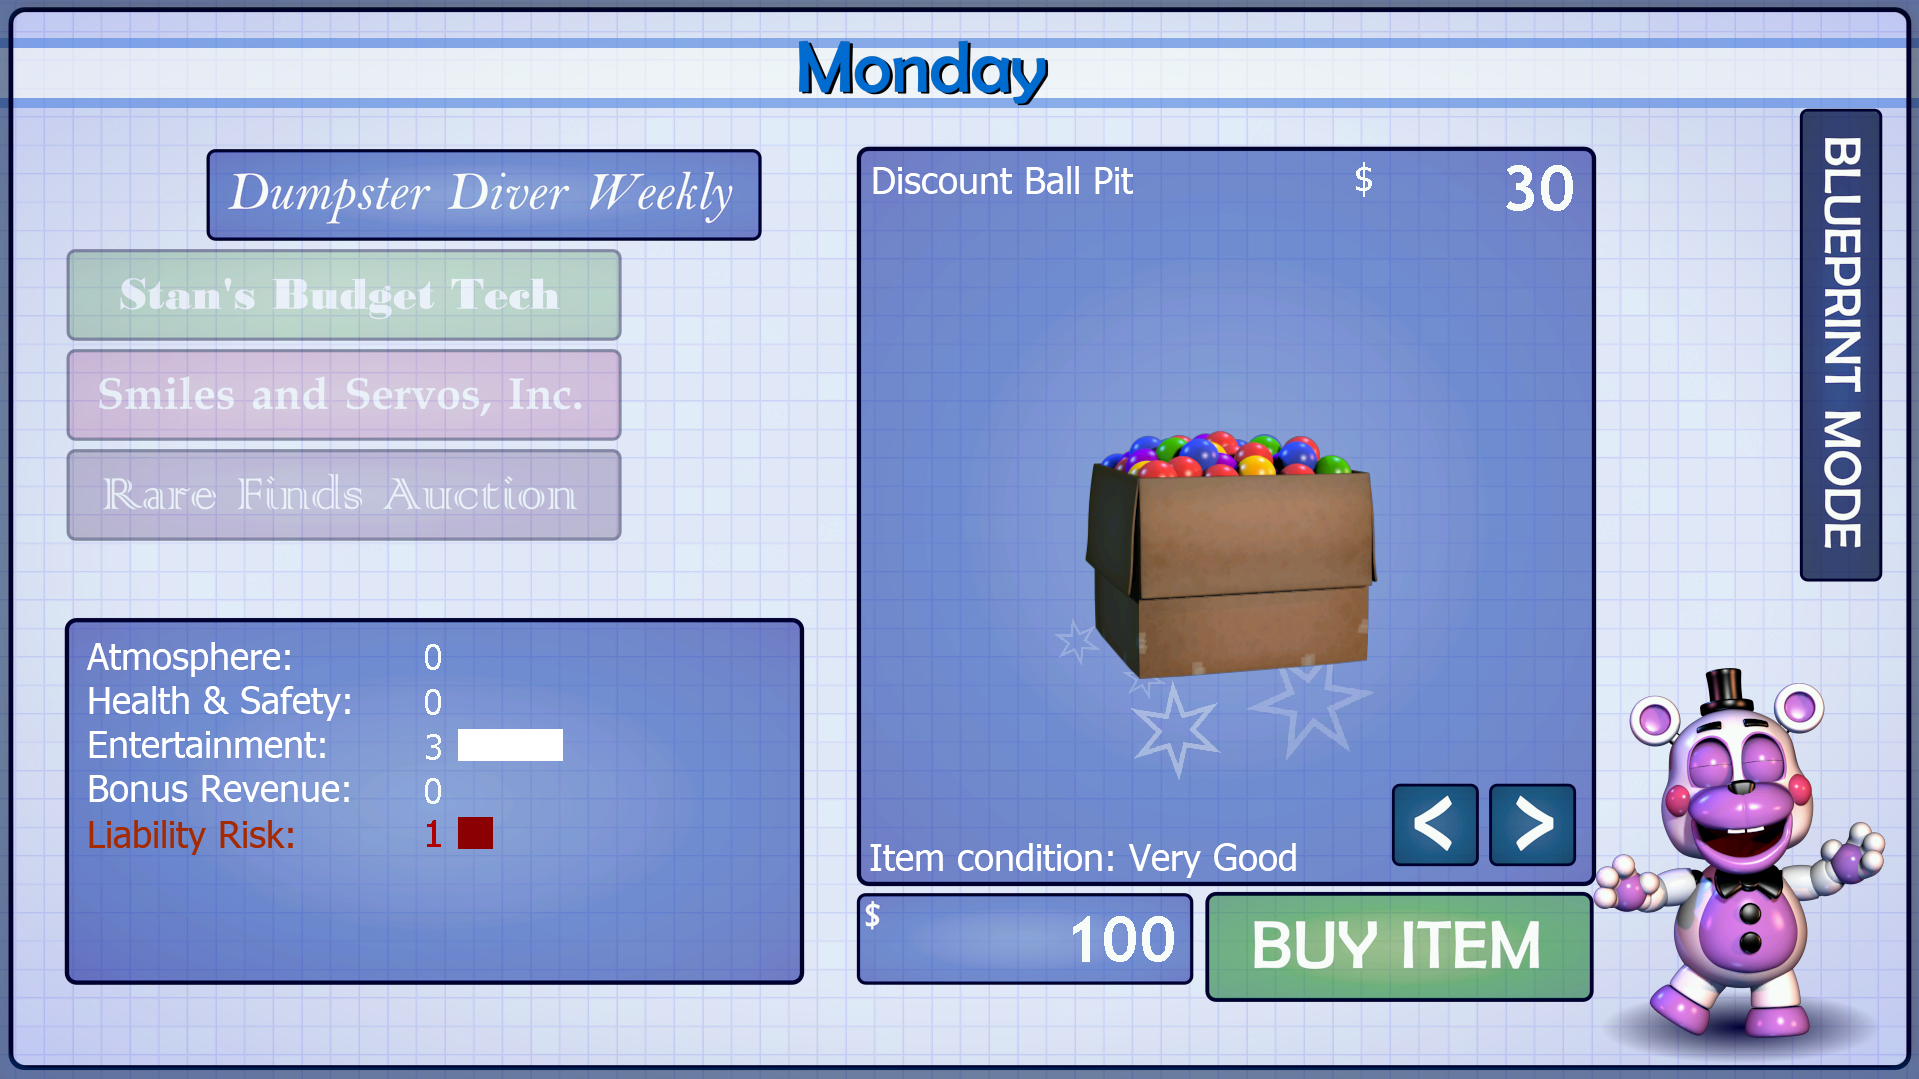 Monday
Dumpster Diver Weekly
Stan's Budget Tech
Smiles and Servos, Inc.
Rare Finds Auction
Atmosphere: 0
Health & Safety: 0
Entertainment: 3
Bonus Revenue: 0
Liability Risk: 1
Discount Ball Pit $ 30
Item condition: Very Good
< >
$ 100
BUY ITEM
BLUEPRINT MODE